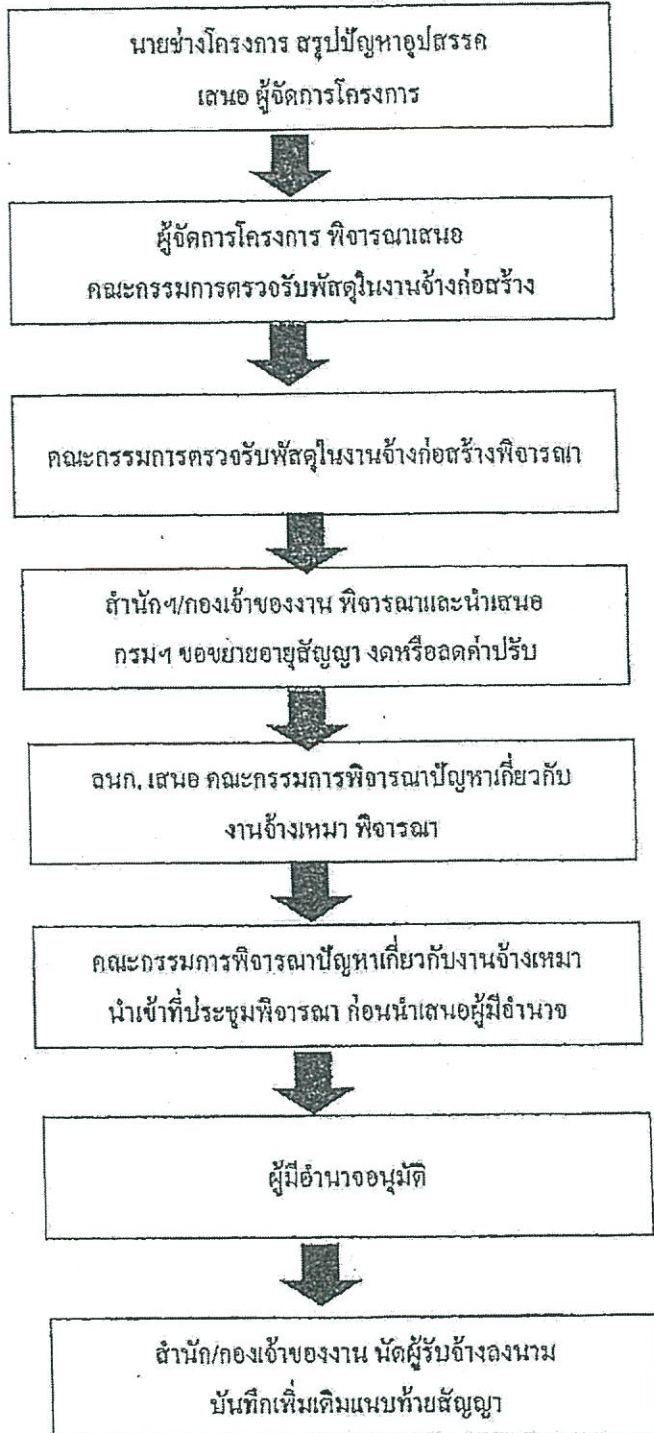 นายช่างโครงการ สรุปปัญหาอุปสรรค
เสนอ ผู้จัดการโครงการ
ผู้จัดการโครงการ พิจารณาเสนอ
คณะกรรมการตรวจรับพัสดุในงานจ้างก่อสร้าง
คณะกรรมการตรวจรับพัสดุในงานจ้างก่อสร้างพิจารณา
สำนักฯ/กองเจ้าของงาน พิจารณาและนำเสนอ
กรมฯ ขอขยายอายุสัญญา งดหรือลดค่าปรับ
ลนก. เสนอ คณะกรรมการพิจารณาปัญหาเกี่ยวกับ
งานจ้างเหมา พิจารณา
คณะกรรมการพิจารณาปัญหาเกี่ยวกับงานจ้างเหมา
นำเข้าที่ประชุมพิจารณา ก่อนนำเสนอผู้มีอำนาจ
ผู้มีอำนาจอนุมัติ
สำนัก/กองเจ้าของงาน นัดผู้รับจ้างลงนาม
บันทึกเพิ่มเติมแนบท้ายสัญญา